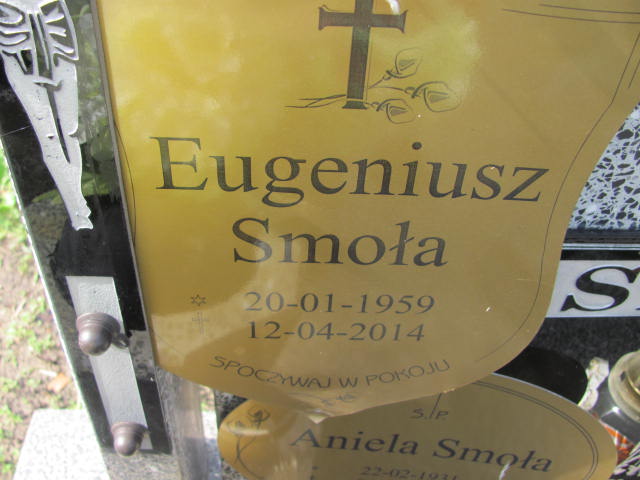 Eugeniusz
Smoła
20-01-1959
12-04-2014
SPOCZYWAJ W POKOJU
Ś.P.
Aniela Smoła